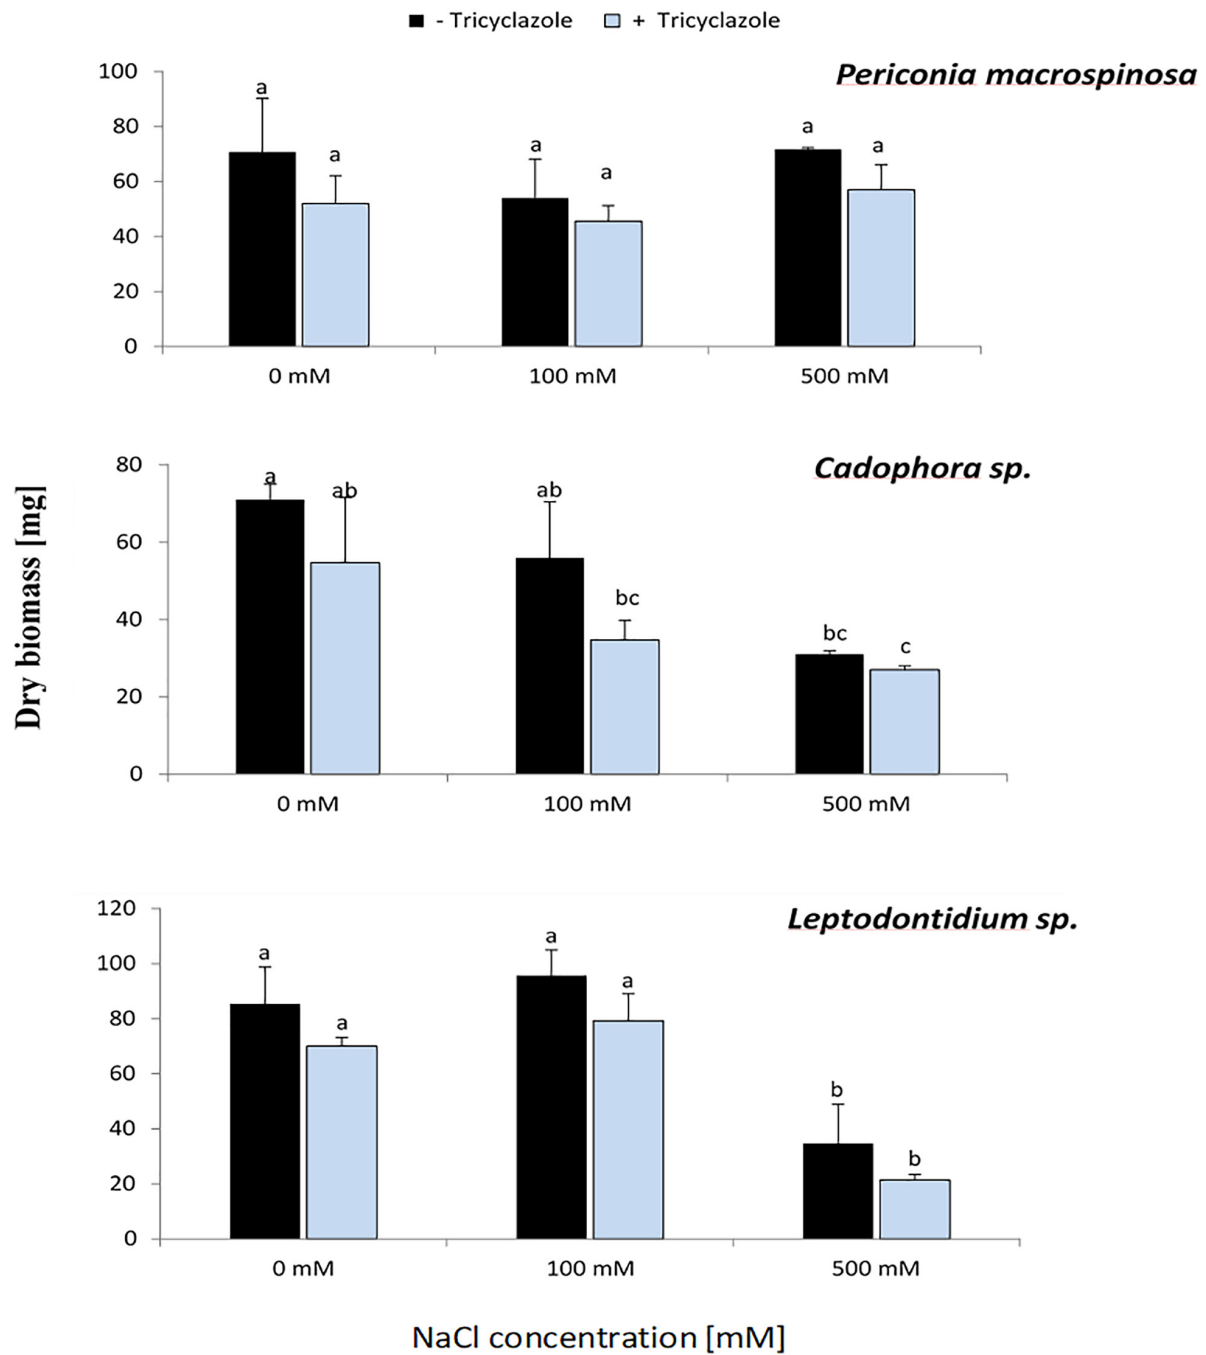 - Tricyclazole + Tricyclazole
Periconia macrospinosa
100
80
60
40
20
0
a
a
a
a
a
a
0 mM 100 mM 500 mM
Dry biomass [mg]
Cadophora sp.
80
60
40
20
0
a
ab
ab
bc
bc
c
0 mM 100 mM 500 mM
Leptodontidium sp.
120
100
80
60
40
20
0
a
a
a
a
b
b
0 mM 100 mM 500 mM
NaCl concentration [mM]